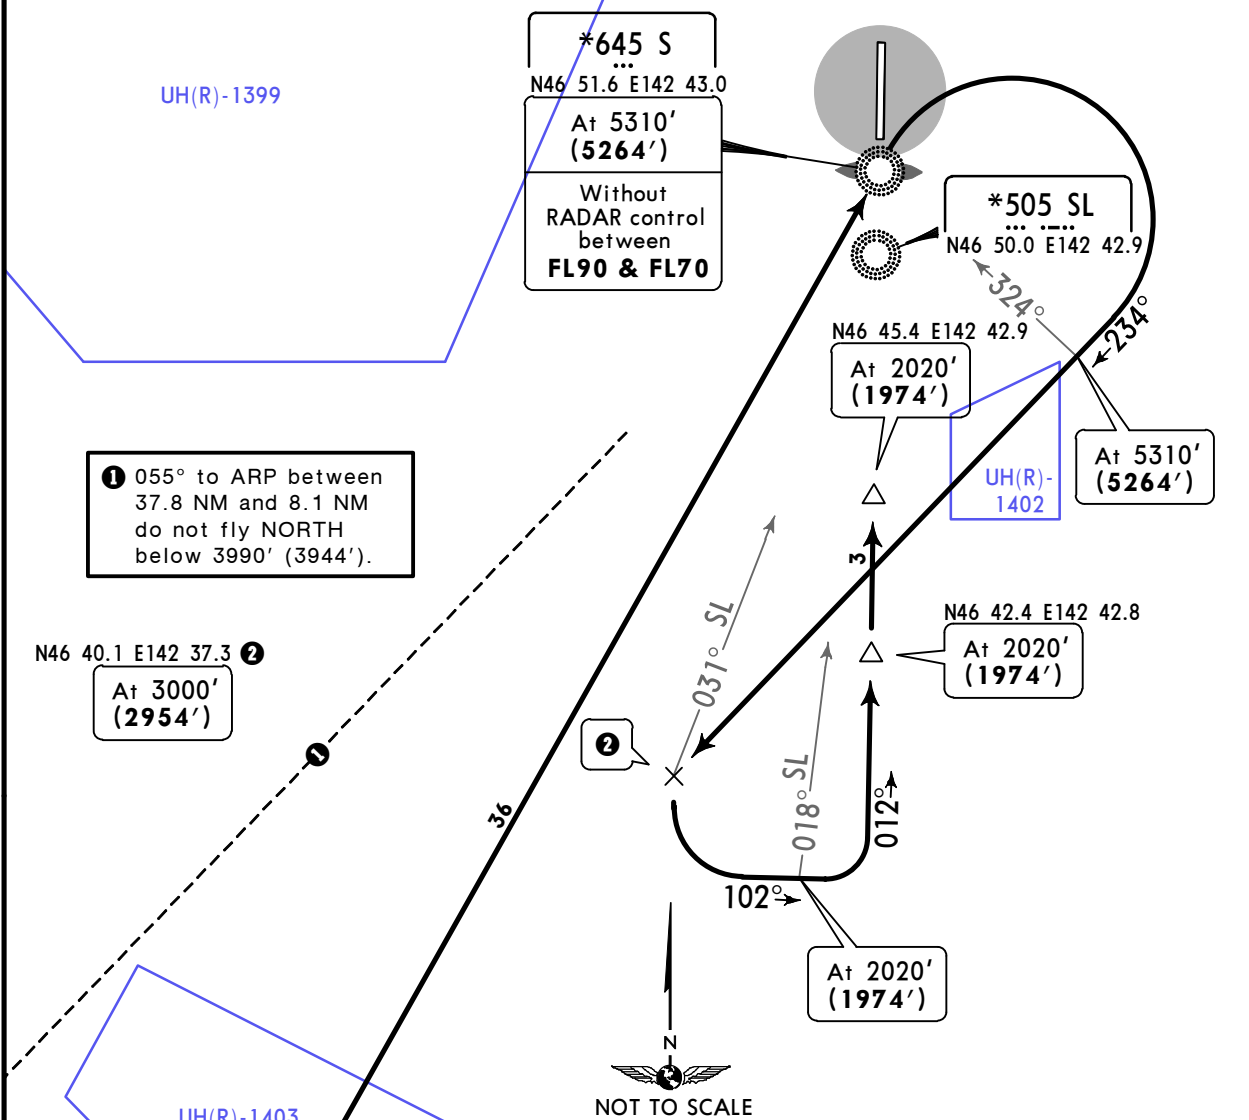 *645 S
N46 51.6 E142 43.0
At 5310'
(5264')
Without
RADAR control
between
FL90 & FL70
UH(R)-1399
*505 SL
N46 50.0 E142 42.9
324°
234°
N46 45.4 E142 42.9
At 2020'
(1974')
At 5310'
(5264')
UH(R)-
1402
1 055° to ARP between
37.8 NM and 8.1 NM
do not fly NORTH
below 3990' (3944').
3
N46 42.4 E142 42.8
At 2020'
(1974')
N46 40.1 E142 37.3 2
At 3000'
(2954')
031° SL
2
1
018° SL
012°
36
102°
At 2020'
(1974')
N
NOT TO SCALE
UH(R)-1403